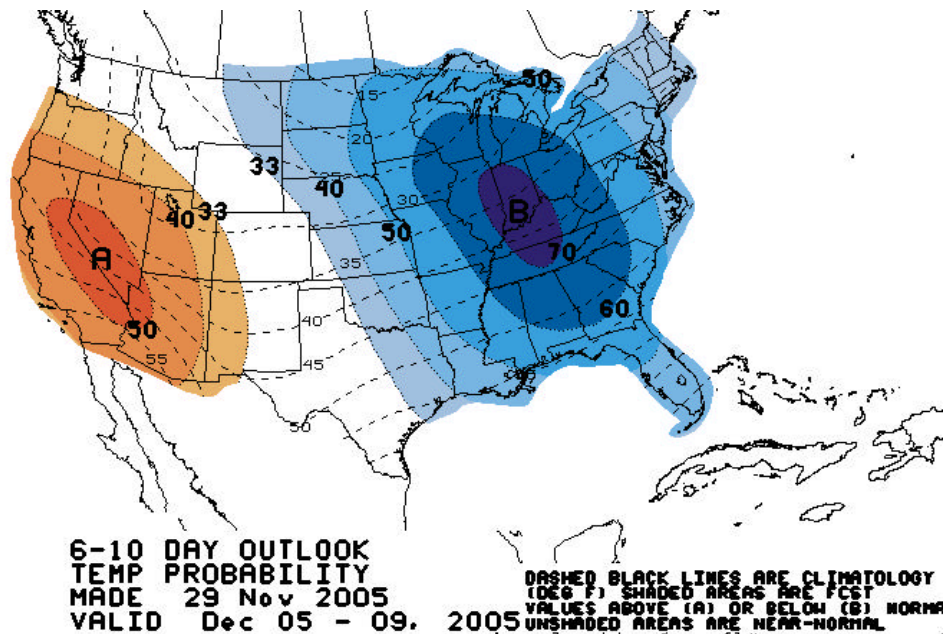 50
15
20
33
25
40
30
A
B
40
33
50
35
70
60
50
40
55
45
50
6-10 DAY OUTLOOK
TEMP PROBABILITY
MADE 29 Nov 2005
VALID Dec 05 - 09, 2005
DASHED BLACK LINES ARE CLIMATOLOGY
(DEG F) SHADED AREAS ARE FCST
VALUES ABOVE (A) OR BELOW (B) NORMA
UNSHADED AREAS ARE NEAR-NORMAL